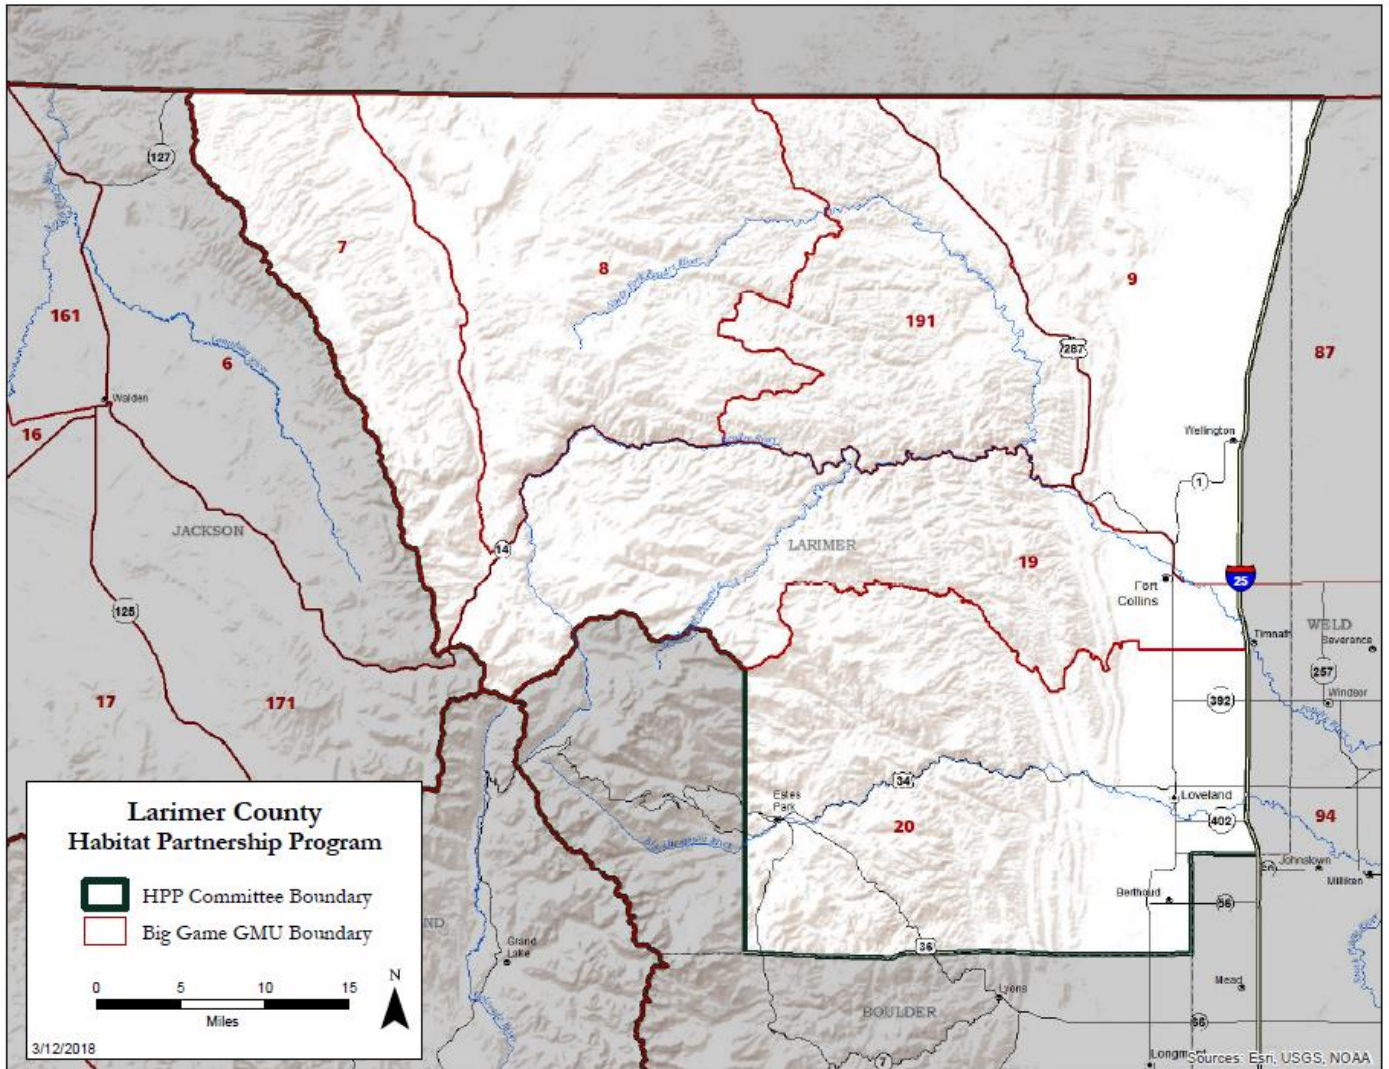 127
7
8
9
161
191
6
287
87
Walden
16
Wellington
1
JACKSON
14
LARIMER
19
Fort
Collins
25
125
WELD
Timnath
Severance
257
17
171
392
Windsor
34
Estes
Park
Loveland
20
402
94
Johnstown
Milliken
Berthoud
56
ND
Grand
Lake
36
Mead
Lyons
BOULDER
66
7
Longmont
Larimer County
Habitat Partnership Program
HPP Committee Boundary
Big Game GMU Boundary
0 5 10 15
Miles
N
3/12/2018
Sources: Esri, USGS, NOAA